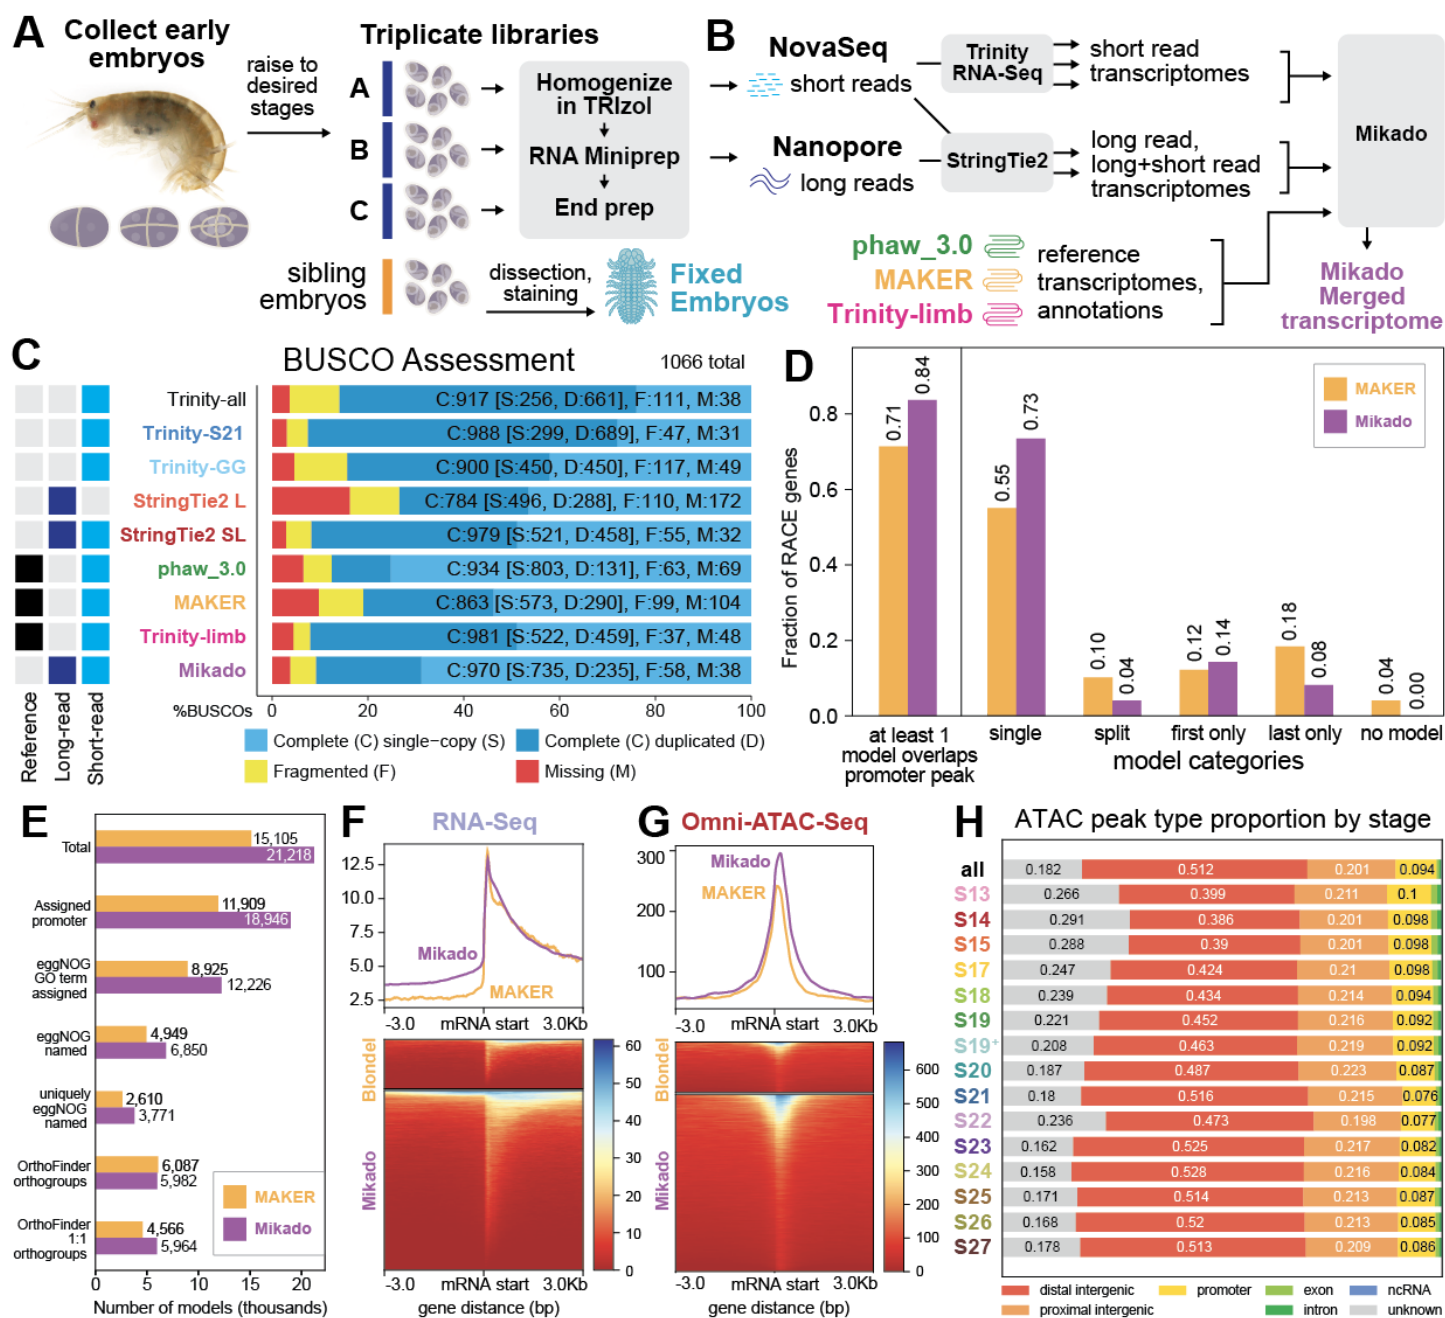 A
Collect early
embryos
raise to
desired
stages
Triplicate libraries
A
B
C
Homogenize
in TRIzol
RNA Miniprep
End prep
sibling
embryos
dissection,
staining
Fixed
Embryos
B
NovaSeq
short reads
Nanopore
long reads
Trinity
RNA-Seq
StringTie2
short read
transcriptomes
long read,
long+short read
transcriptomes
Mikado
phaw_3.0
MAKER
Trinity-limb
reference
transcriptomes,
annotations
Mikado
Merged
transcriptome
C
BUSCO Assessment
1066 total
Trinity-all
C:917 [S:256, D:661], F:111, M:38
Trinity-S21
C:988 [S:299, D:689], F:47, M:31
Trinity-GG
C:900 [S:450, D:450], F:117, M:49
StringTie2 L
C:784 [S:496, D:288], F:110, M:172
StringTie2 SL
C:979 [S:521, D:458], F:55, M:32
phaw_3.0
C:934 [S:803, D:131], F:63, M:69
MAKER
C:863 [S:573, D:290], F:99, M:104
Trinity-limb
C:981 [S:522, D:459], F:37, M:48
Mikado
C:970 [S:735, D:235], F:58, M:38
Reference
Long-read
Short-read
%BUSCOs
0 20 40 60 80 100
Complete (C) single−copy (S)
Complete (C) duplicated (D)
Fragmented (F)
Missing (M)
D
Fraction of RACE genes
0.8
0.6
0.4
0.2
0.0
0.71
0.84
0.55
0.73
0.10
0.04
0.12
0.14
0.18
0.08
0.04
0.00
MAKER
Mikado
at least 1
model overlaps
promoter peak
single
split
first only
last only
no model
model categories
E
Total
15,105
21,218
Assigned
promoter
11,909
18,946
eggNOG
GO term
assigned
8,925
12,226
eggNOG
named
4,949
6,850
uniquely
eggNOG
named
2,610
3,771
OrthoFinder
orthogroups
6,087
5,982
OrthoFinder
1:1
orthogroups
4,566
5,964
MAKER
Mikado
0 5 10 15 20
Number of models (thousands)
F
RNA-Seq
12.5
10.0
7.5
5.0
2.5
Mikado
MAKER
-3.0 mRNA start 3.0Kb
Blondel
Mikado
60
50
40
30
20
10
0
-3.0 mRNA start 3.0Kb
gene distance (bp)
G
Omni-ATAC-Seq
300
200
100
Mikado
MAKER
-3.0 mRNA start 3.0Kb
Blondel
Mikado
600
500
400
300
200
100
0
-3.0 mRNA start 3.0Kb
gene distance (bp)
H
ATAC peak type proportion by stage
all 0.182 0.512 0.201 0.094
S13 0.266 0.399 0.211 0.1
S14 0.291 0.386 0.201 0.098
S15 0.288 0.39 0.201 0.098
S17 0.247 0.424 0.21 0.098
S18 0.239 0.434 0.214 0.094
S19 0.221 0.452 0.216 0.092
S19+ 0.208 0.463 0.219 0.092
S20 0.187 0.487 0.223 0.087
S21 0.18 0.516 0.215 0.076
S22 0.236 0.473 0.198 0.077
S23 0.162 0.525 0.217 0.082
S24 0.158 0.528 0.216 0.084
S25 0.171 0.514 0.213 0.087
S26 0.168 0.52 0.213 0.085
S27 0.178 0.513 0.209 0.086
distal intergenic
promoter
exon
ncRNA
proximal intergenic
intron
unknown